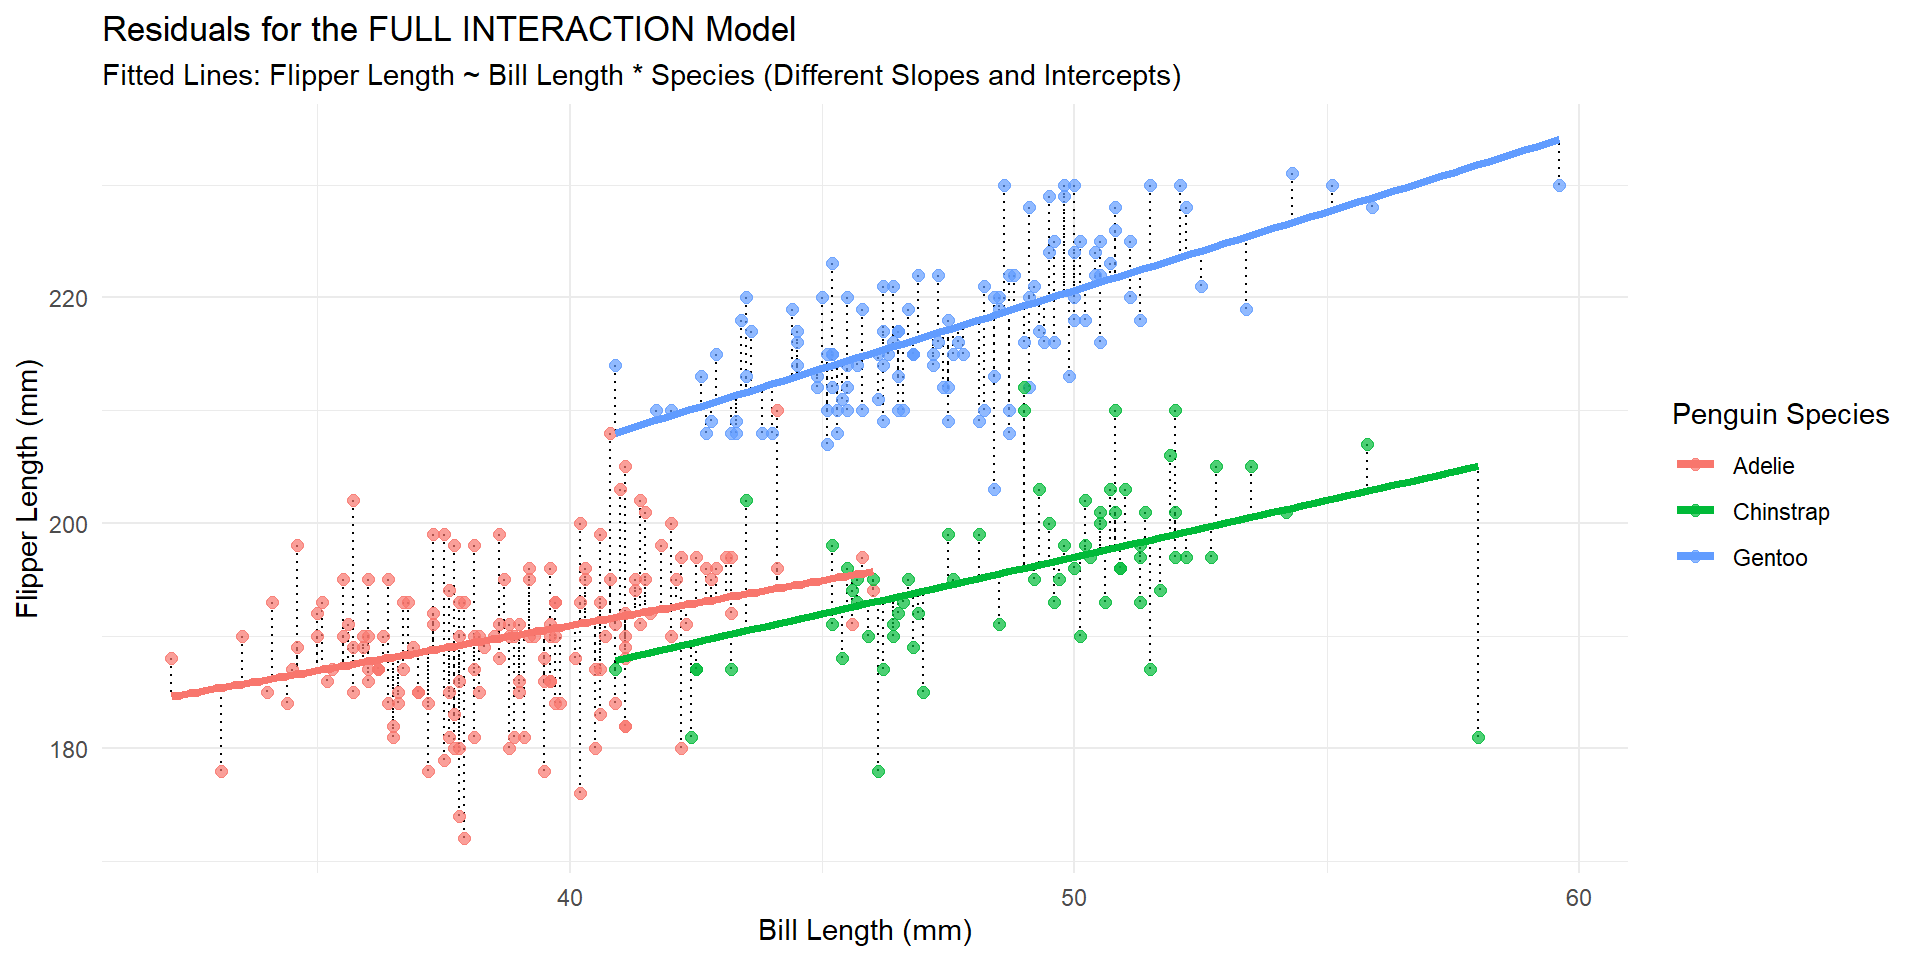 Residuals for the FULL INTERACTION Model
Fitted Lines: Flipper Length ~ Bill Length * Species (Different Slopes and Intercepts)
Flipper Length (mm)
220
200
180
40
50
60
Bill Length (mm)
Penguin Species
Adelie
Chinstrap
Gentoo